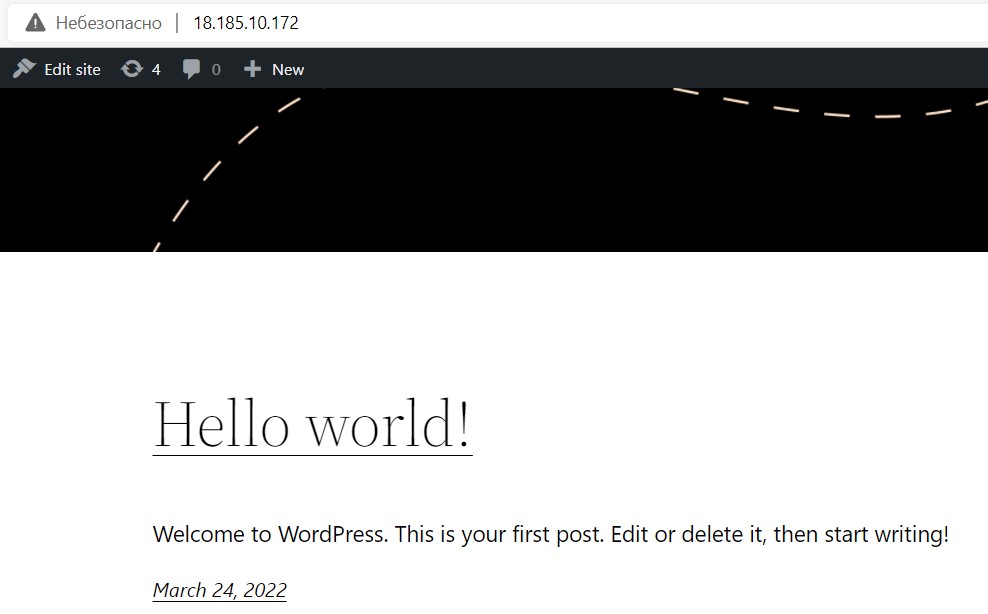 Небезопасно | 18.185.10.172
Edit site 4 0 + New
Hello world!
Welcome to WordPress. This is your first post. Edit or delete it, then start writing!
March 24, 2022